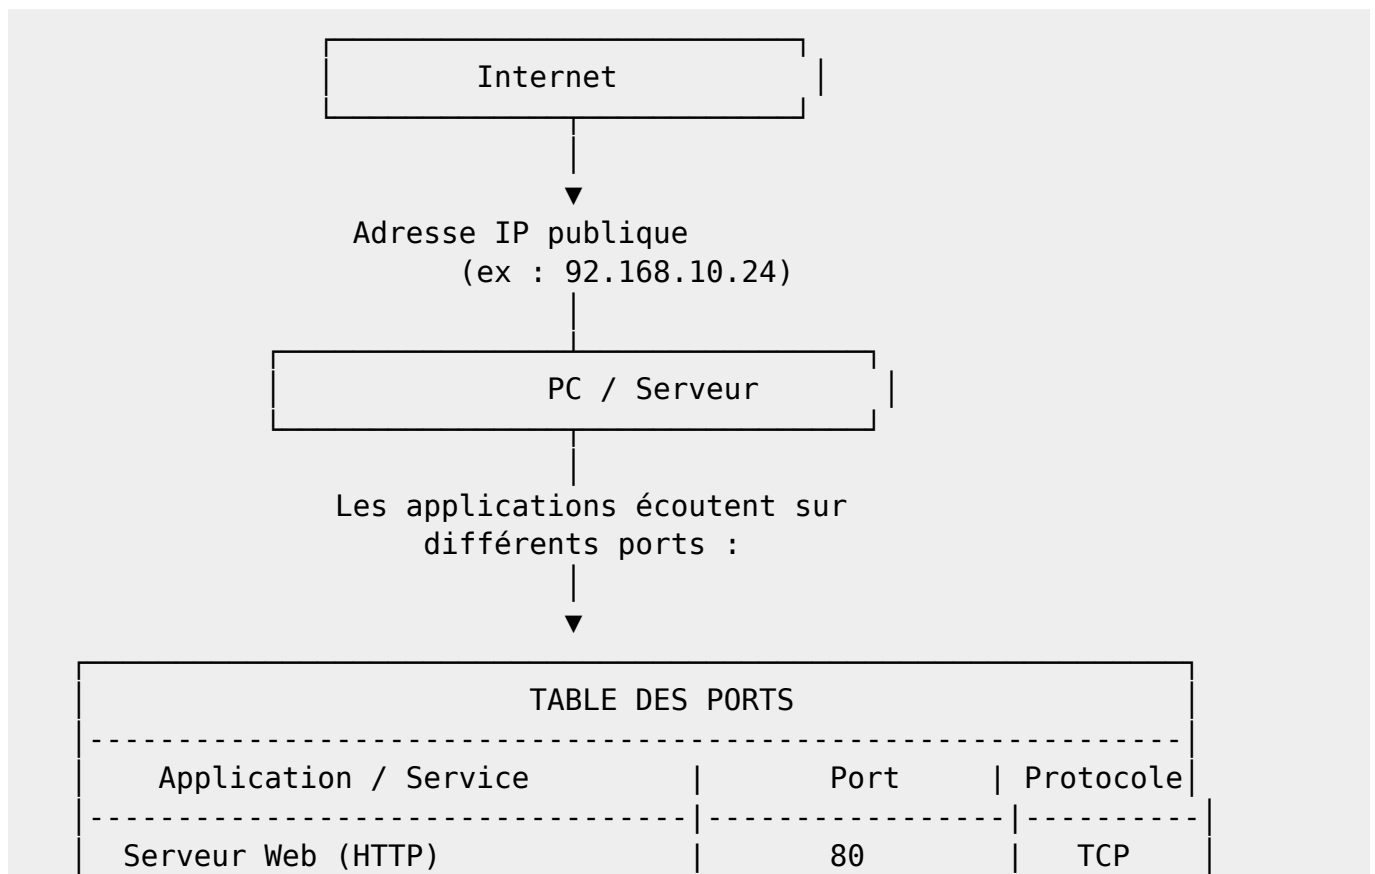 Internet
Adresse IP publique
(ex : 92.168.10.24)
PC / Serveur
Les applications écoutent sur
différents ports :
TABLE DES PORTS
Application / Service | Port | Protocole
Serveur Web (HTTP) | 80 | TCP